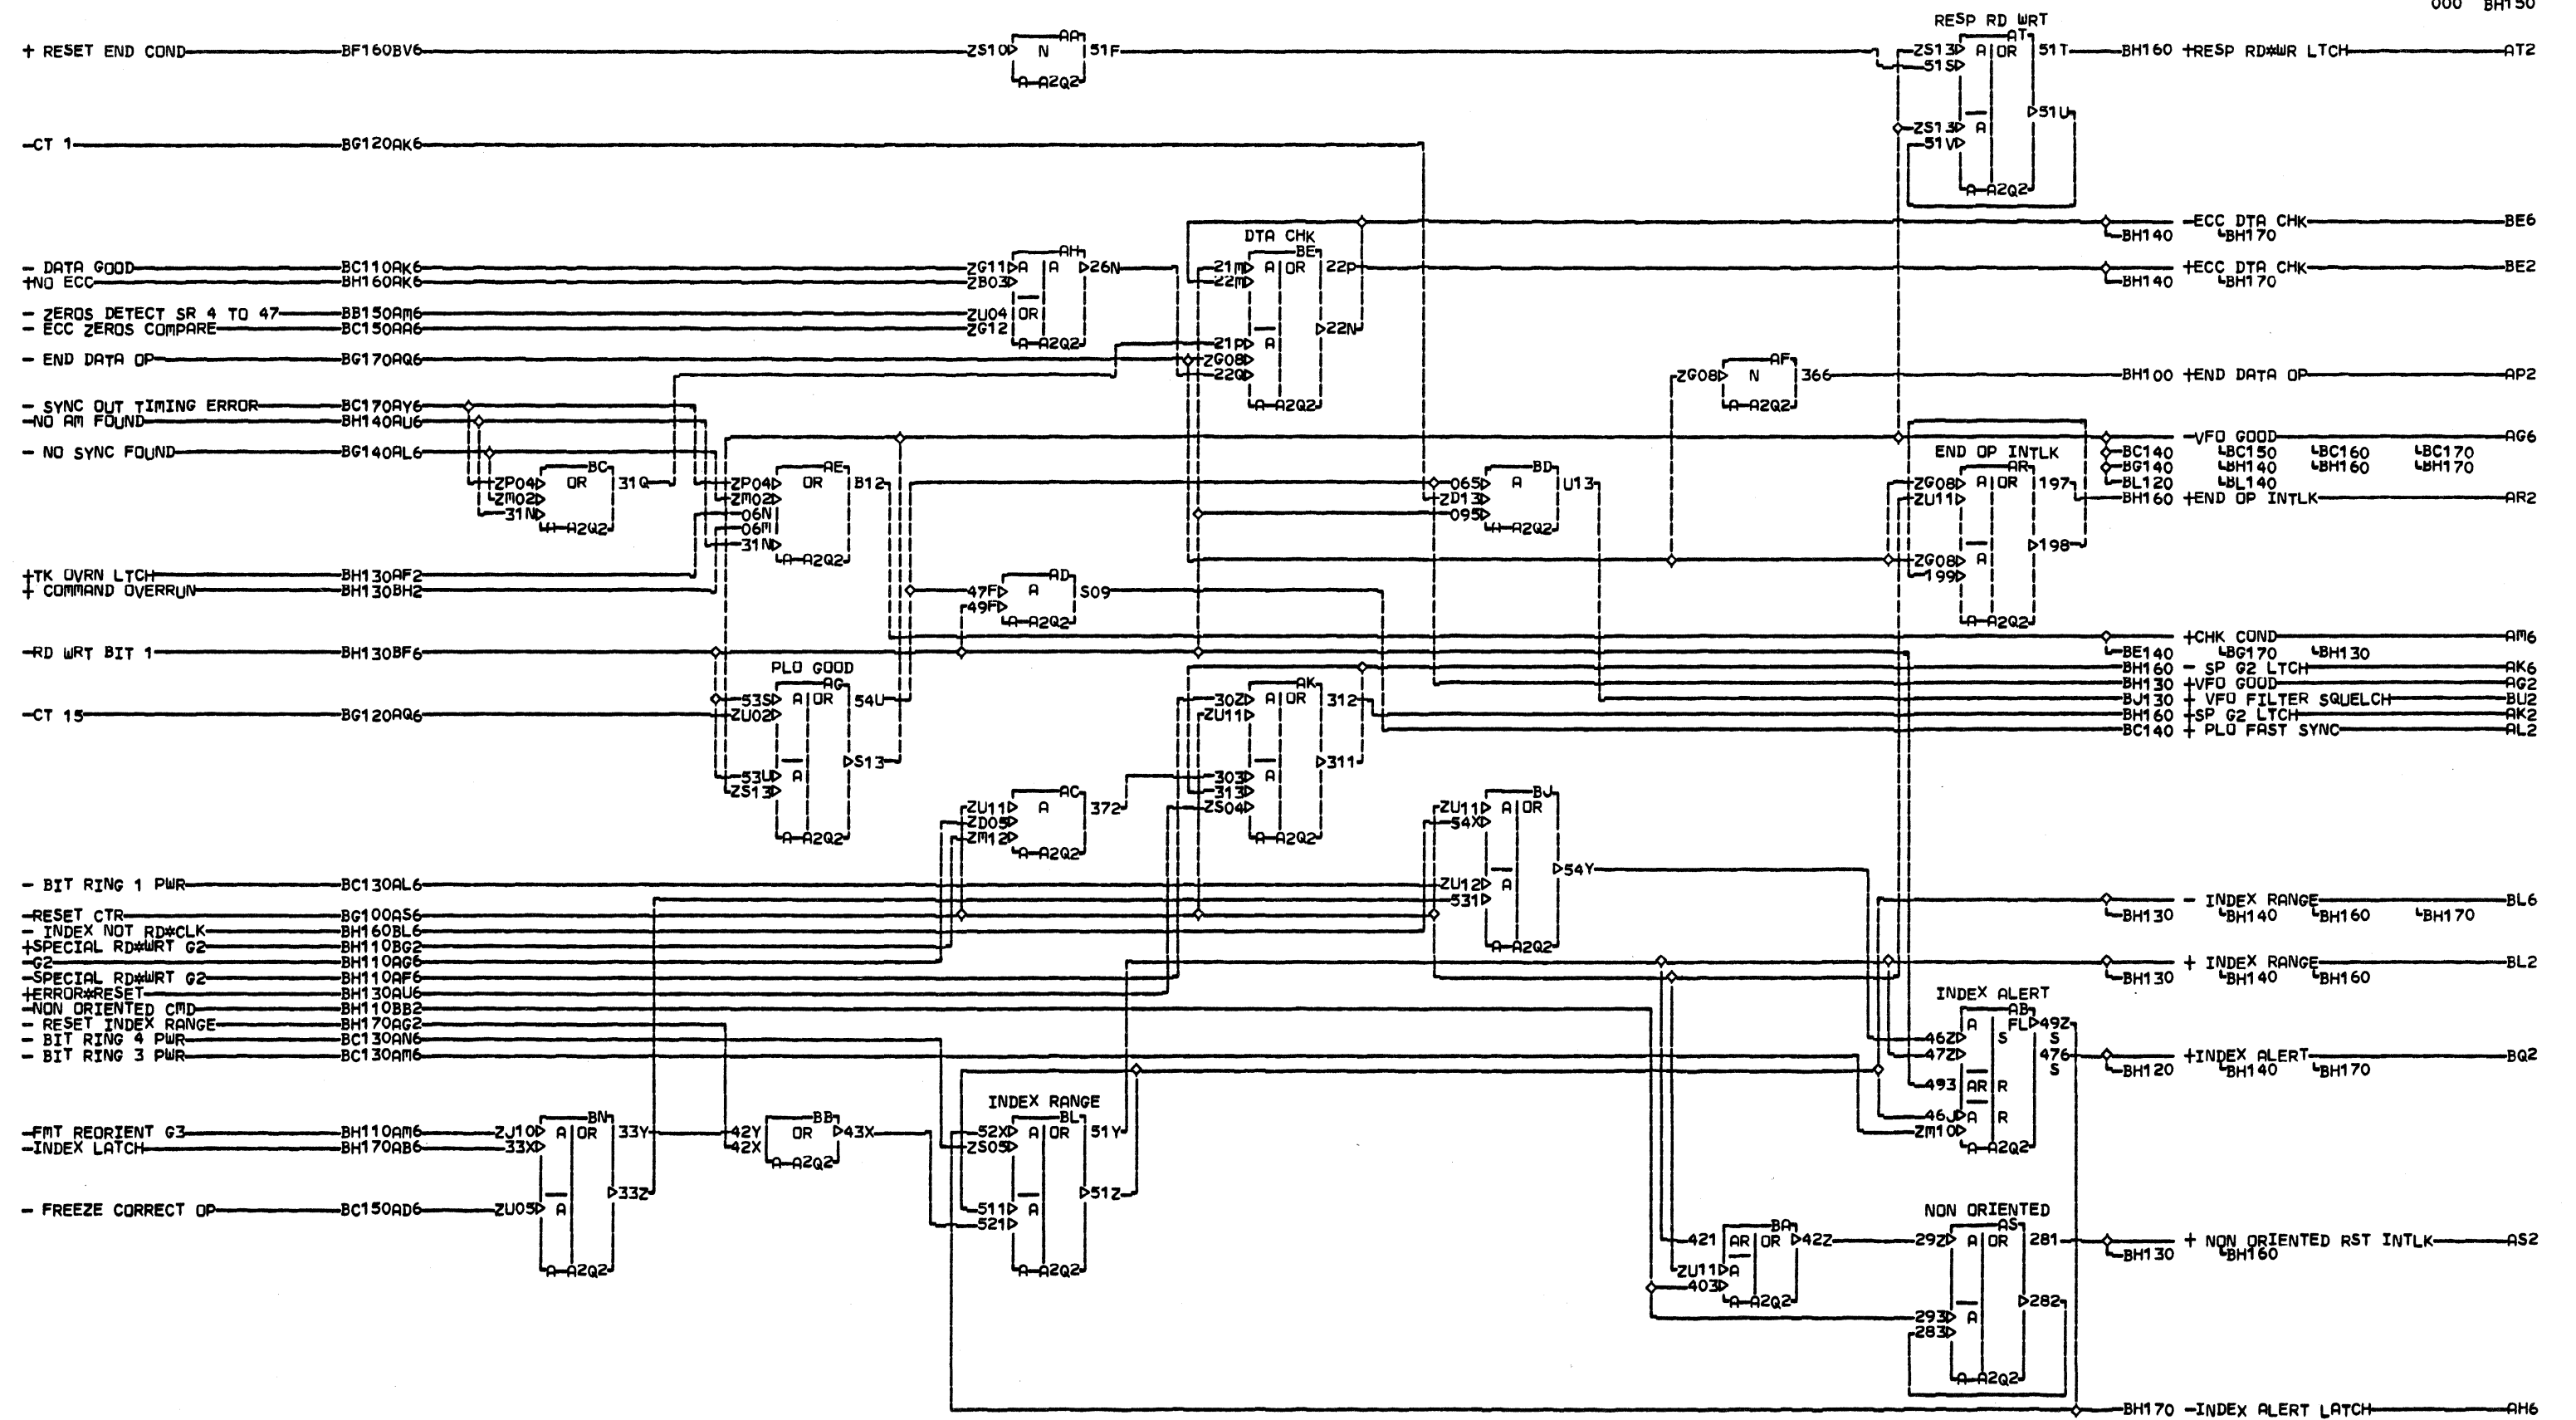 000 BH150
RESP RD WRT
+ RESET END COND BF160BV6 ZS10 N AA 51F A A2Q2
ZS13 A OR AT 51T BH160 +RESP RD*WR LTCH AT2
51S
51U
ZS13 A
51V
A A2Q2
-CT 1 BG120AK6
-ECC DTA CHK BE6
BH140 BH170
DTA CHK
- DATA GOOD BC110AK6 ZG11 A A AH 26N
+NO ECC BH160AK6 ZB03
21M A OR BE 22P
22M
+ECC DTA CHK BE2
BH140 BH170
- ZEROS DETECT SR 4 TO 47 BB150AM6 ZU04 OR
- ECC ZEROS COMPARE BC150AA6 ZG12
A A2Q2
22N
21P A
- END DATA OP BG170AQ6 ZG08
22Q
A A2Q2
ZG08 N AF 366 BH100 +END DATA OP AP2
A A2Q2
- SYNC OUT TIMING ERROR BC170AY6
-NO AM FOUND BH140AU6
- NO SYNC FOUND BG140AL6
-VFO GOOD AG6
BC140 BC150 BC160 BC170
BG140 BH140 BH160 BH170
BL120 BL140
ZP04 OR BC 31Q
ZM02
31N
A A2Q2
ZP04 OR AE B12
ZM02
06N
06M
31N
A A2Q2
065 A BD U13
ZD13
095
A A2Q2
END OP INTLK
ZG08 A OR AR 197
ZU11
BH160 +END OP INTLK AR2
198
ZG08 A
199
A A2Q2
+TK OVRN LTCH BH130AF2
+ COMMAND OVERRUN BH130BH2
47F A AD S09
49F
A A2Q2
+CHK COND AM6
-RD WRT BIT 1 BH130BF6
BE140 BG170 BH130
BH160 - SP G2 LTCH AK6
BH130 +VFO GOOD AG2
BJ130 + VFO FILTER SQUELCH BU2
BH160 +SP G2 LTCH AK2
BC140 + PLO FAST SYNC AL2
PLO GOOD
53S A OR AG 54U
-CT 15 BG120AQ6 ZU02
S13
53U A
ZS13
A A2Q2
30Z A OR AK 312
ZU11
311
303 A
313
ZS04
A A2Q2
ZU11 A AC 372
ZD05
ZM12
A A2Q2
ZU11 A OR BJ
54X
54Y
ZU12 A
531
A A2Q2
- BIT RING 1 PWR BC130AL6
-RESET CTR BG100AS6
- INDEX NOT RD*CLK BH160BL6
+SPECIAL RD*WRT G2 BH110BG2
-G2 BH110AG6
-SPECIAL RD*WRT G2 BH110AF6
+ERROR*RESET BH130AU6
-NON ORIENTED CMD BH110BB2
- RESET INDEX RANGE BH170AG2
- BIT RING 4 PWR BC130AN6
- BIT RING 3 PWR BC130AM6
- INDEX RANGE BL6
BH130 BH140 BH160 BH170
+ INDEX RANGE BL2
BH130 BH140 BH160
INDEX ALERT
A AB
FL 49Z
46Z S S
47Z 476
S
493 AR R
46J A R
ZM10
A A2Q2
+INDEX ALERT BQ2
BH120 BH140 BH170
INDEX RANGE
-FMT REORIENT G3 BH110AM6 ZJ10 A OR BN 33Y
-INDEX LATCH BH170AB6 33X
33Z
- FREEZE CORRECT OP BC150AD6 ZU05 A
A A2Q2
42Y OR BB 43X
42X
A A2Q2
52X A OR BL 51Y
ZS05
51Z
511 A
521
A A2Q2
NON ORIENTED
421 AR OR BA 42Z
ZU11 A
403
A A2Q2
29Z A OR AS 281
282
293 A
283
A A2Q2
+ NON ORIENTED RST INTLK AS2
BH130 BH160
BH170 -INDEX ALERT LATCH AH6